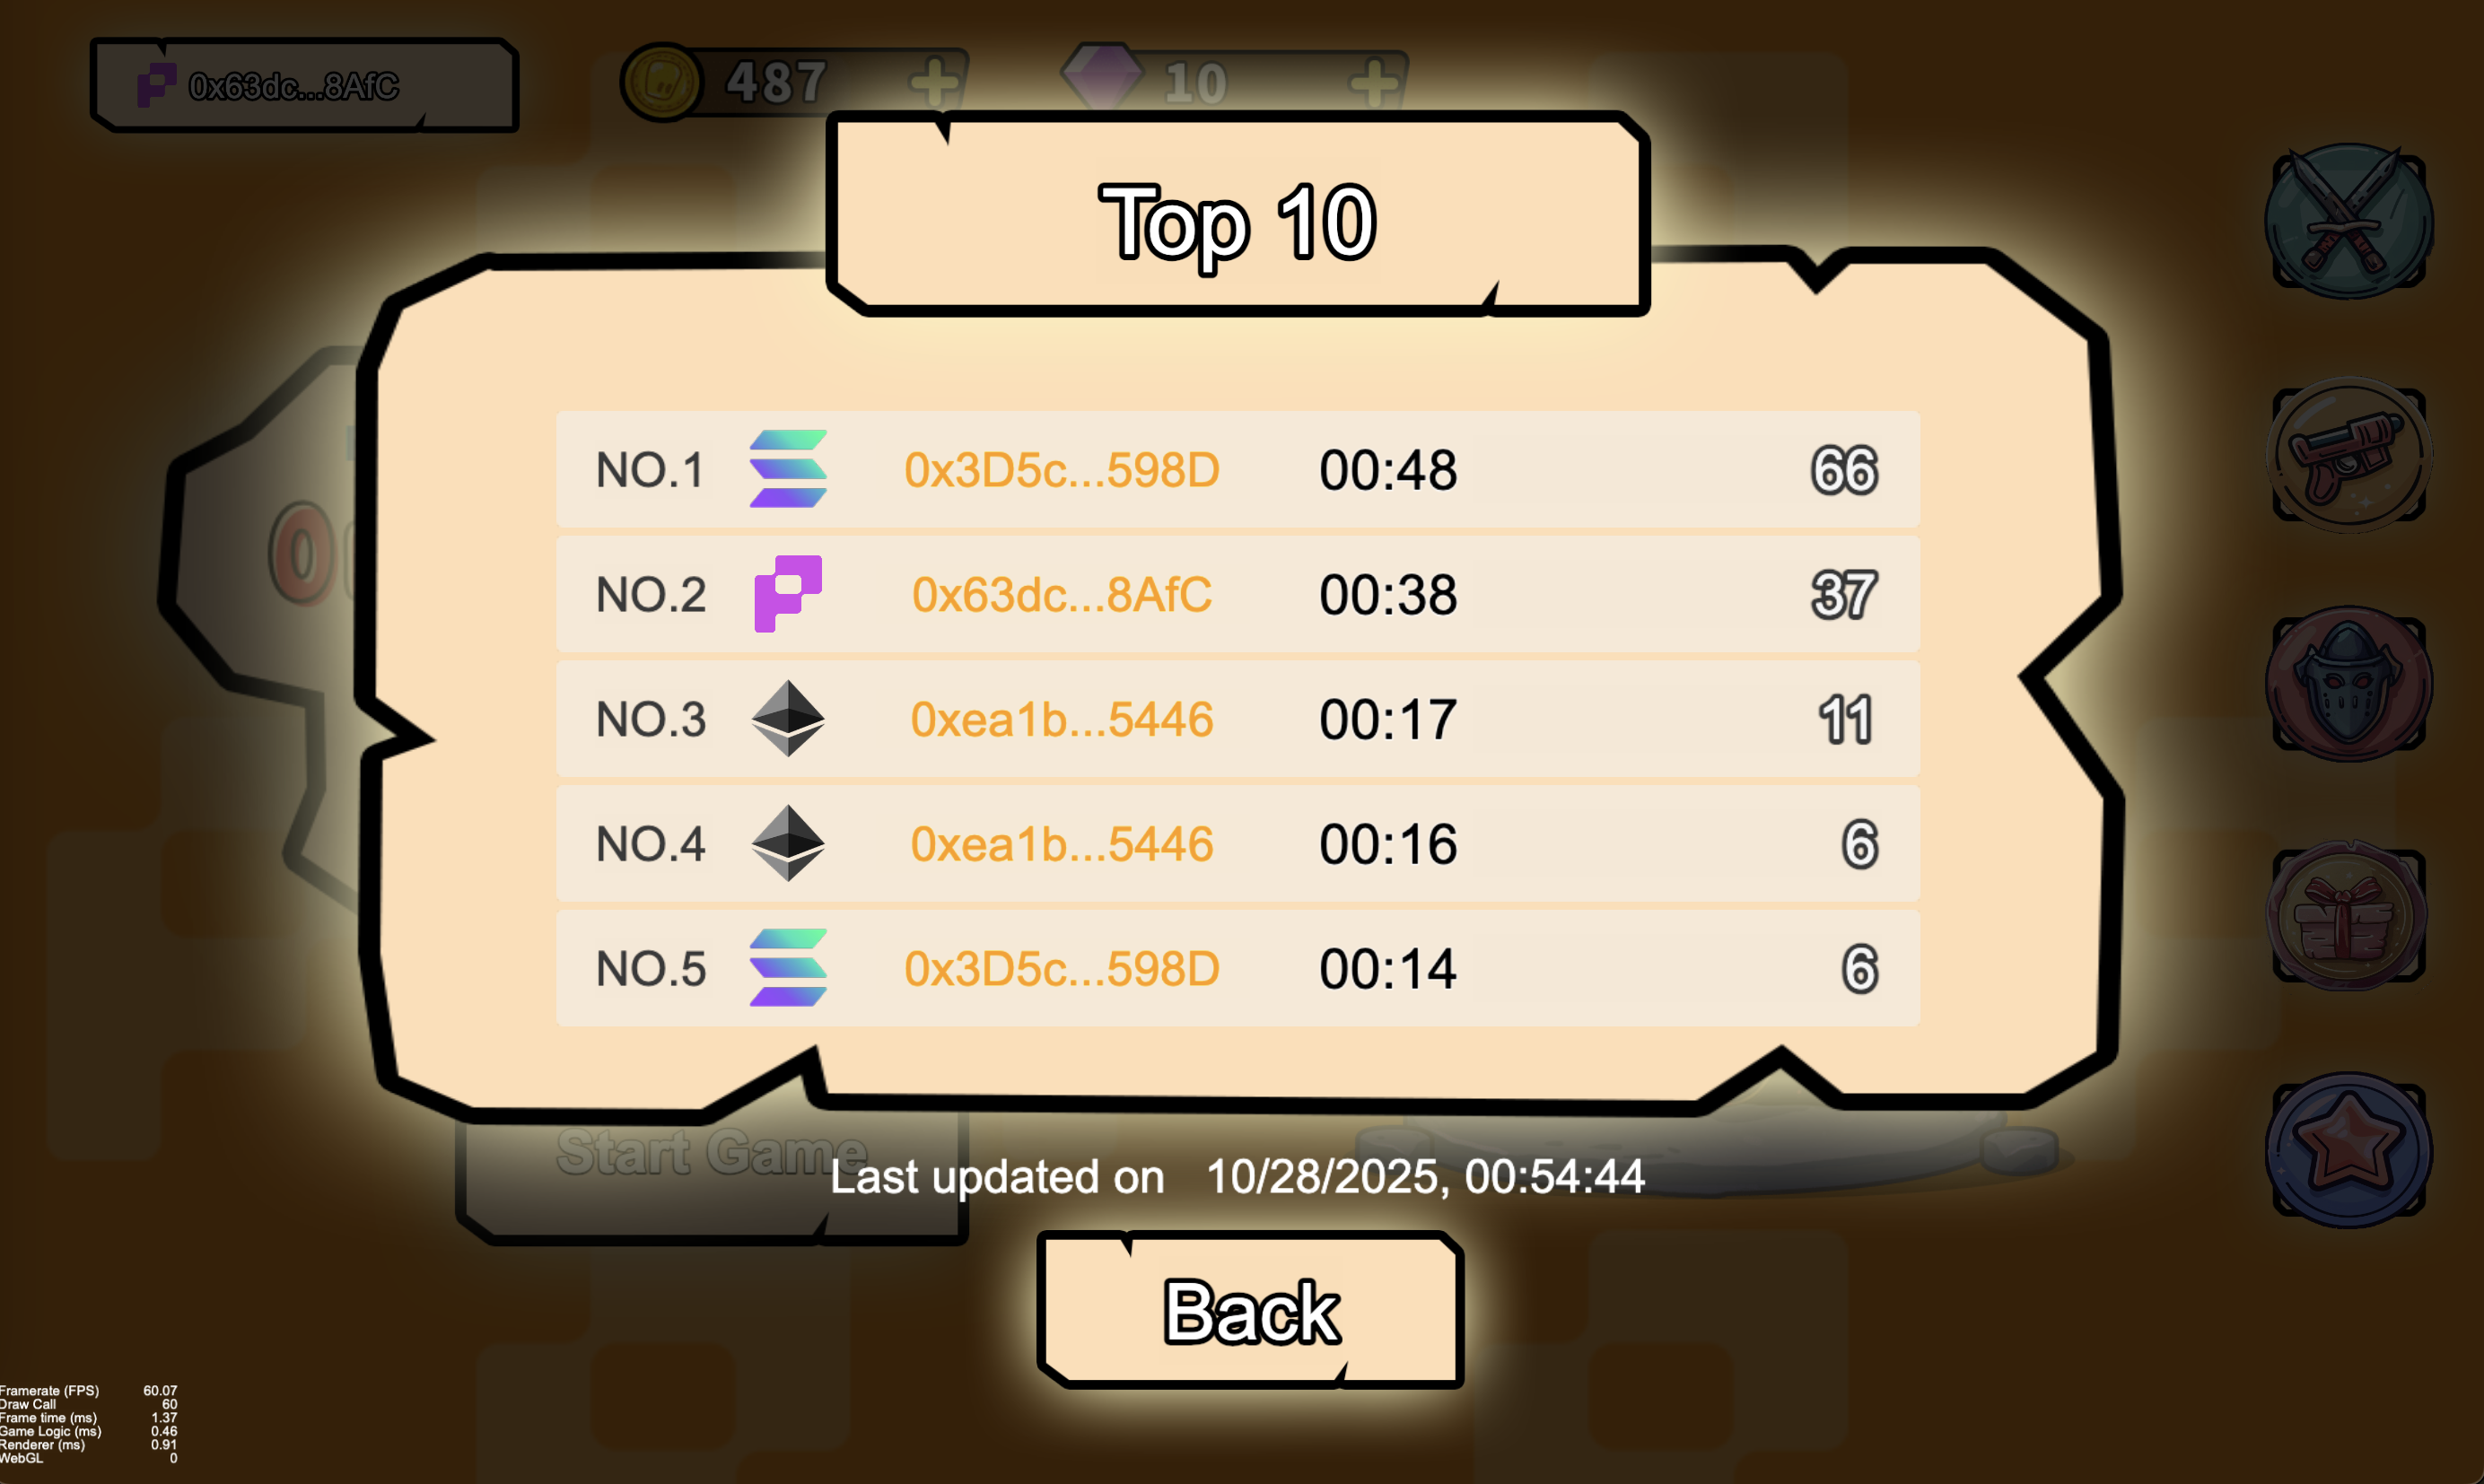 0x63dc...8AfC
487
10
Top 10
NO.1 0x3D5c...598D 00:48 66
NO.2 0x63dc...8AfC 00:38 37
NO.3 0xea1b...5446 00:17 11
NO.4 0xea1b...5446 00:16 6
NO.5 0x3D5c...598D 00:14 6
Start Game
Last updated on 10/28/2025, 00:54:44
Back
Framerate (FPS) 60.07
Draw Call 60
Frame time (ms) 1.37
Game Logic (ms) 0.46
Renderer (ms) 0.91
WebGL 0